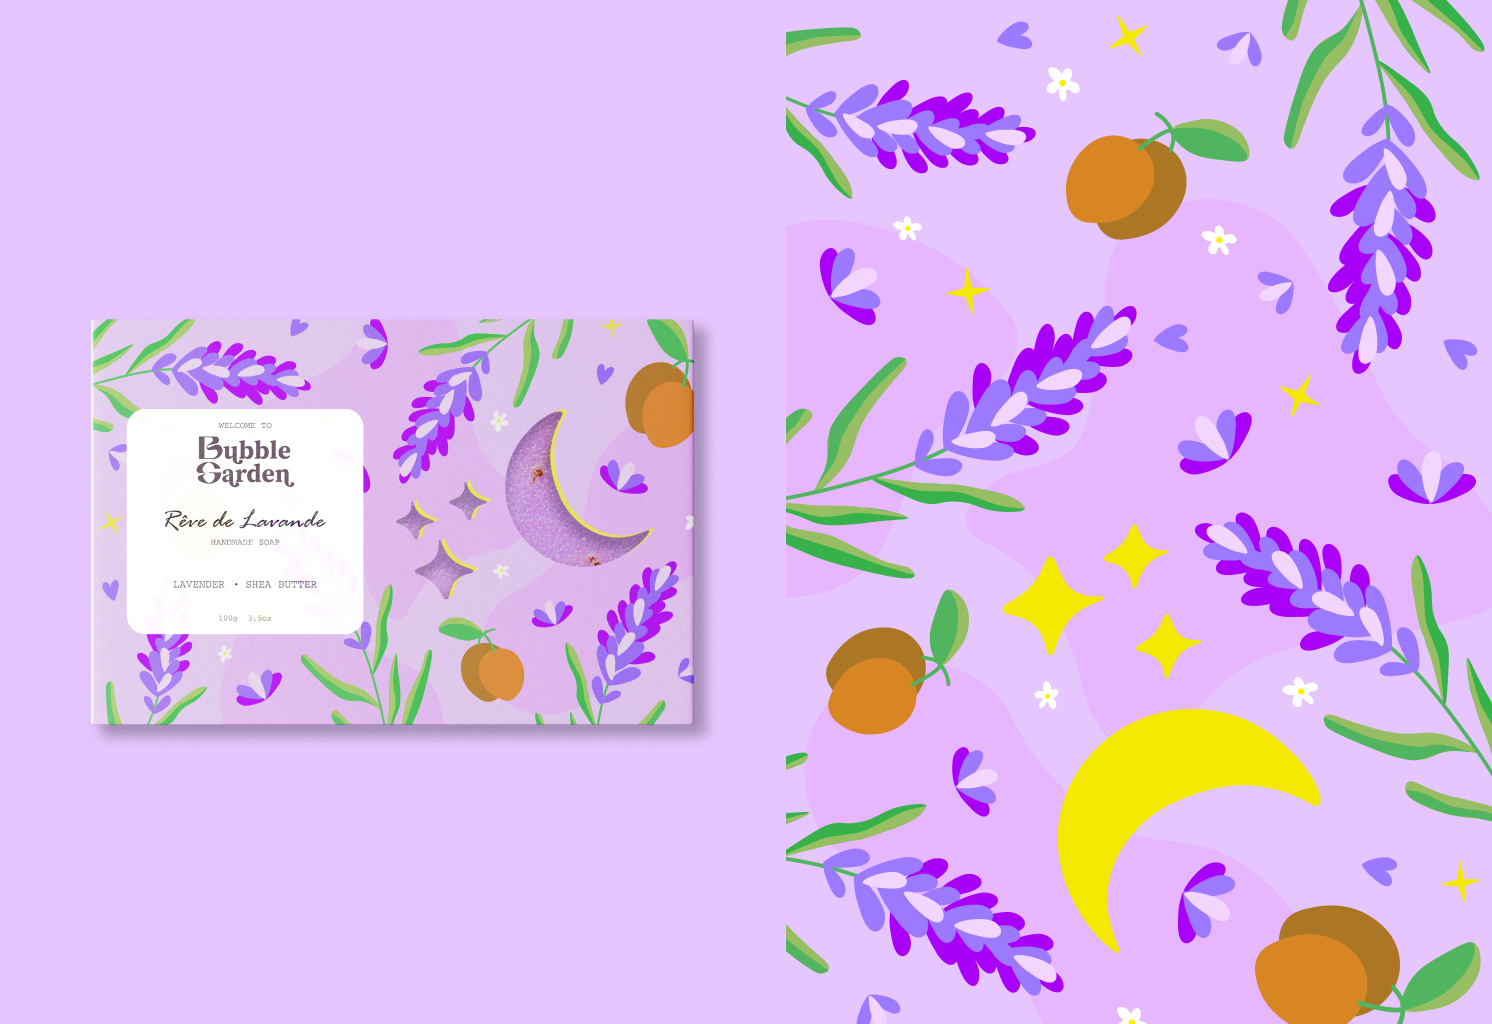 WELCOME TO
Bubble
Garden
Rêve de Lavande
HANDMADE SOAP
LAVENDER • SHEA BUTTER
100g 3,5oz